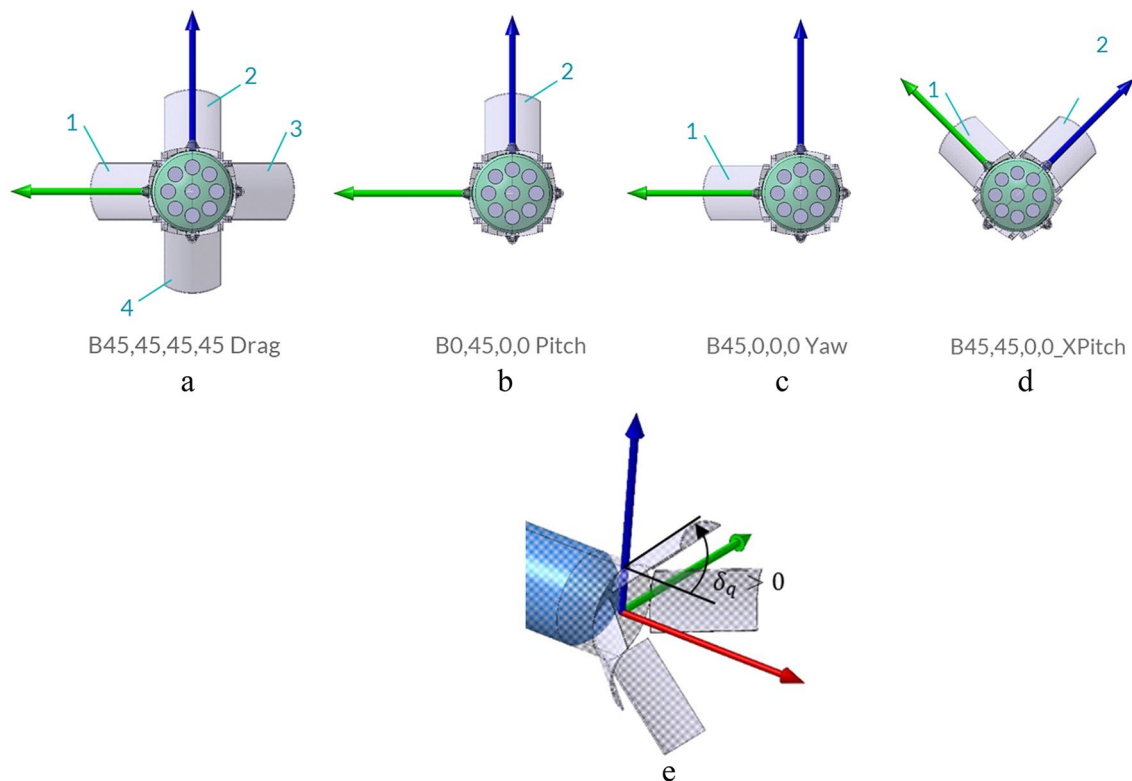 1
2
3
4
B45,45,45,45 Drag
a
2
B0,45,0,0 Pitch
b
1
B45,0,0,0 Yaw
c
1
2
B45,45,0,0_XPitch
d
δq > 0
e